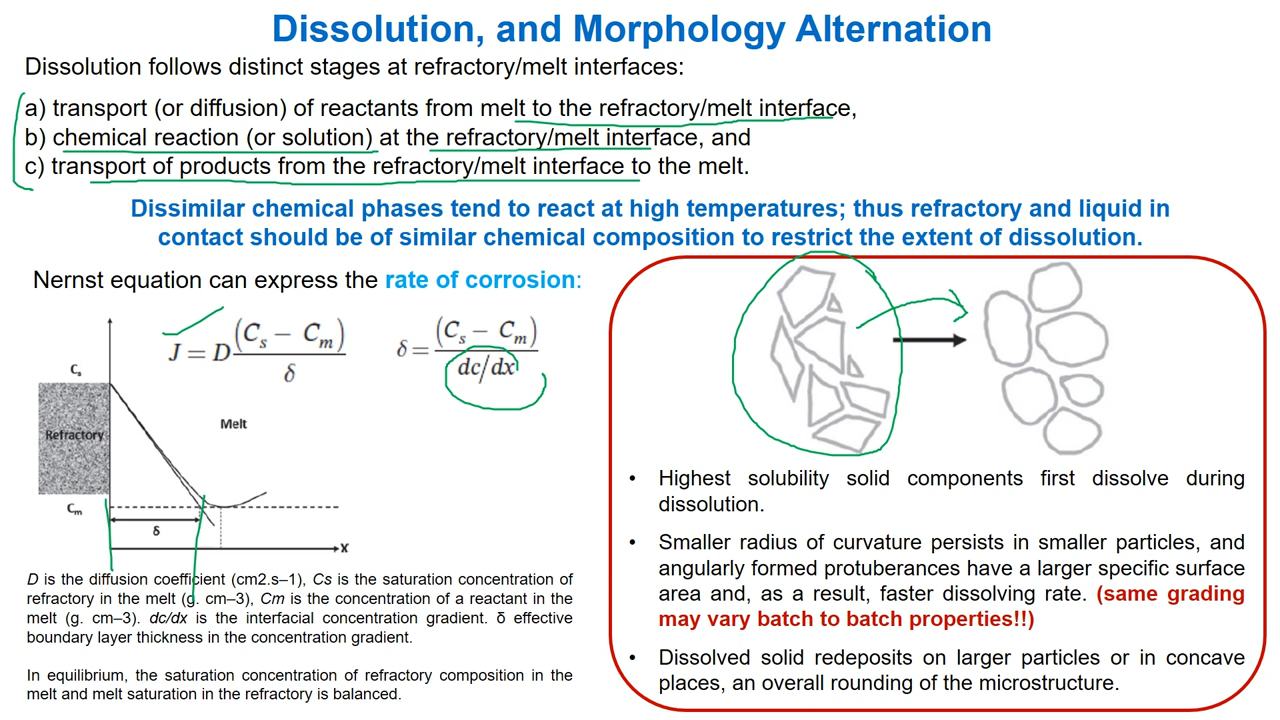 Dissolution, and Morphology Alternation
Dissolution follows distinct stages at refractory/melt interfaces:
a) transport (or diffusion) of reactants from melt to the refractory/melt interface,
b) chemical reaction (or solution) at the refractory/melt interface, and
c) transport of products from the refractory/melt interface to the melt.
Dissimilar chemical phases tend to react at high temperatures; thus refractory and liquid in
contact should be of similar chemical composition to restrict the extent of dissolution.
Nernst equation can express the rate of corrosion:
J = D (Cₛ − Cₘ) / δ
δ = (Cₛ − Cₘ) / dc/dx
Cₛ
Refractory
Melt
Cₘ
δ
X
D is the diffusion coefficient (cm2.s–1), Cs is the saturation concentration of
refractory in the melt (g. cm–3), Cm is the concentration of a reactant in the
melt (g. cm–3). dc/dx is the interfacial concentration gradient. δ effective
boundary layer thickness in the concentration gradient.
In equilibrium, the saturation concentration of refractory composition in the
melt and melt saturation in the refractory is balanced.
• Highest solubility solid components first dissolve during
dissolution.
• Smaller radius of curvature persists in smaller particles, and
angularly formed protuberances have a larger specific surface
area and, as a result, faster dissolving rate. (same grading
may vary batch to batch properties!!)
• Dissolved solid redeposits on larger particles or in concave
places, an overall rounding of the microstructure.